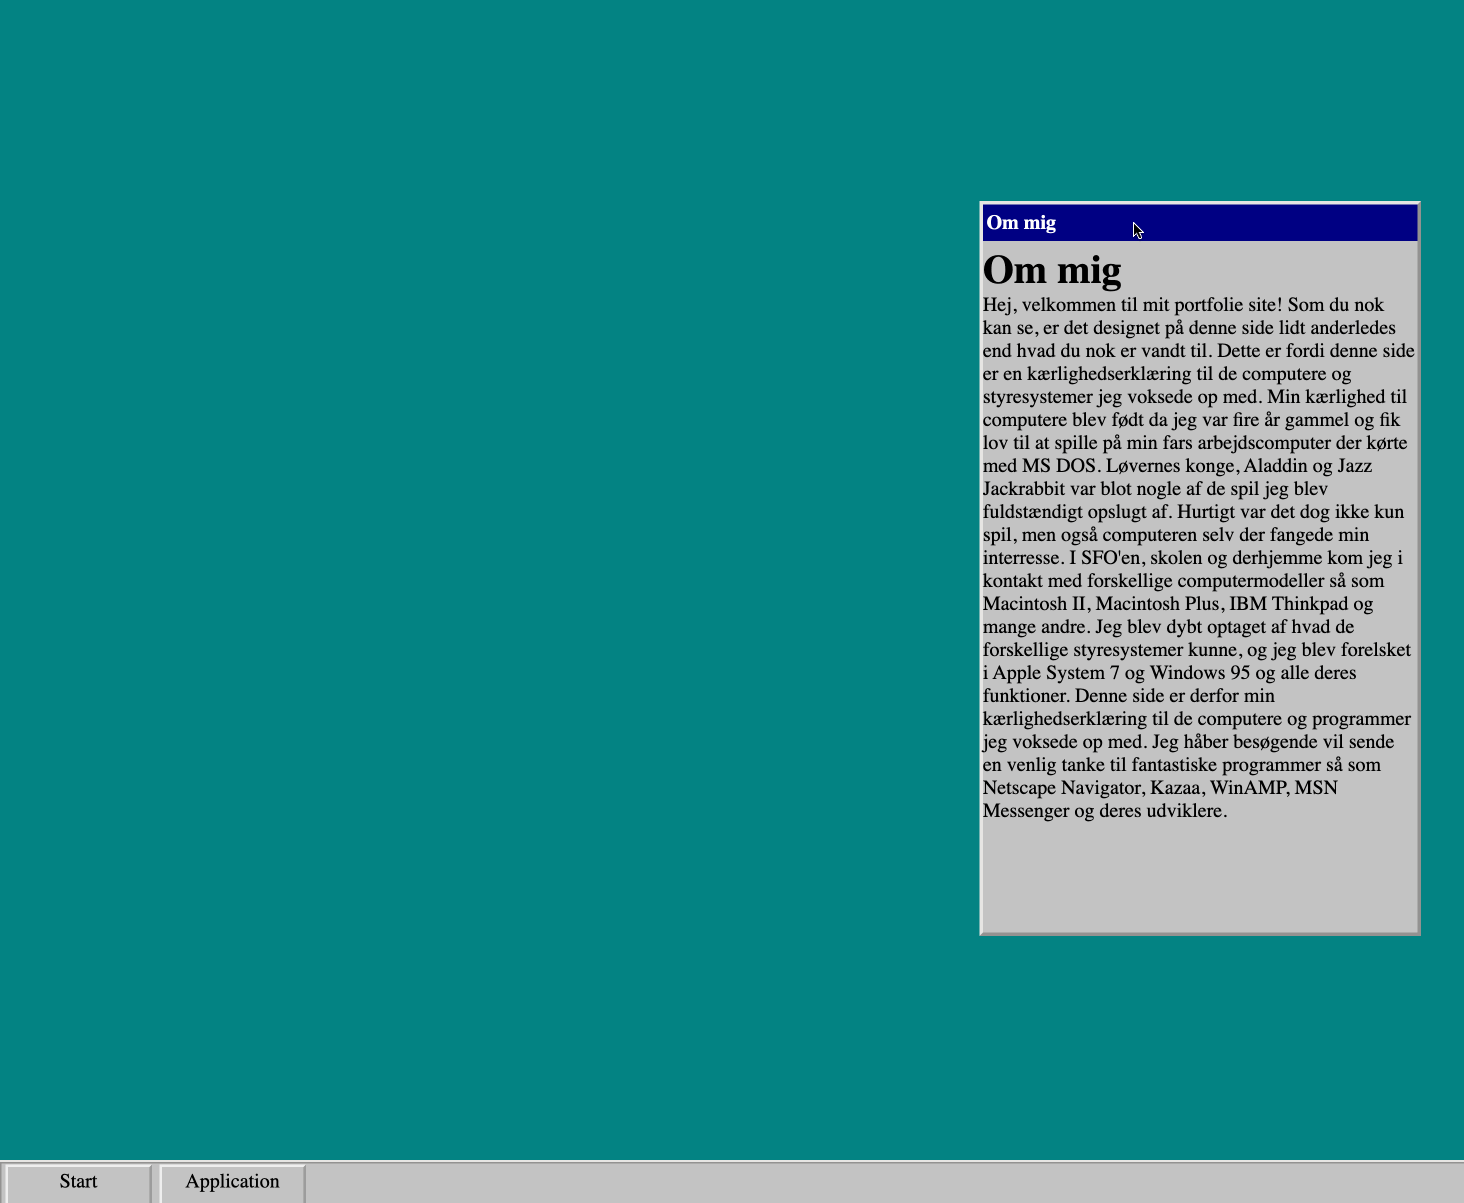 Om mig
Om mig
Hej, velkommen til mit portfolie site! Som du nok
kan se, er det designet på denne side lidt anderledes
end hvad du nok er vandt til. Dette er fordi denne side
er en kærlighedserklæring til de computere og
styresystemer jeg voksede op med. Min kærlighed til
computere blev født da jeg var fire år gammel og fik
lov til at spille på min fars arbejdscomputer der kørte
med MS DOS. Løvernes konge, Aladdin og Jazz
Jackrabbit var blot nogle af de spil jeg blev
fuldstændigt opslugt af. Hurtigt var det dog ikke kun
spil, men også computeren selv der fangede min
interresse. I SFO'en, skolen og derhjemme kom jeg i
kontakt med forskellige computermodeller så som
Macintosh II, Macintosh Plus, IBM Thinkpad og
mange andre. Jeg blev dybt optaget af hvad de
forskellige styresystemer kunne, og jeg blev forelsket
i Apple System 7 og Windows 95 og alle deres
funktioner. Denne side er derfor min
kærlighedserklæring til de computere og programmer
jeg voksede op med. Jeg håber besøgende vil sende
en venlig tanke til fantastiske programmer så som
Netscape Navigator, Kazaa, WinAMP, MSN
Messenger og deres udviklere.
Start
Application